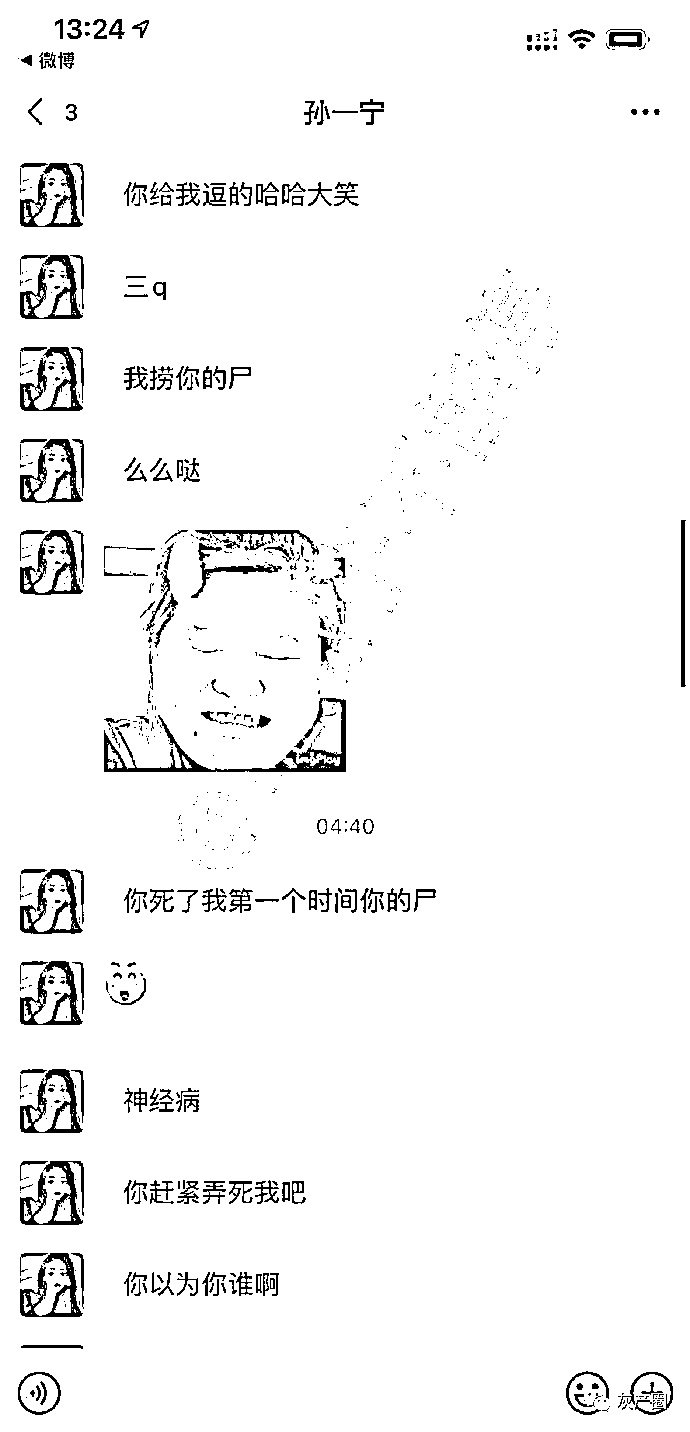 13:24
微博
3
孙一宁
你给我逗的哈哈大笑
三q
我捞你的尸
么么哒
04:40
你死了我第一个时间你的尸
神经病
你赶紧弄死我吧
你以为你谁啊
灰产圈